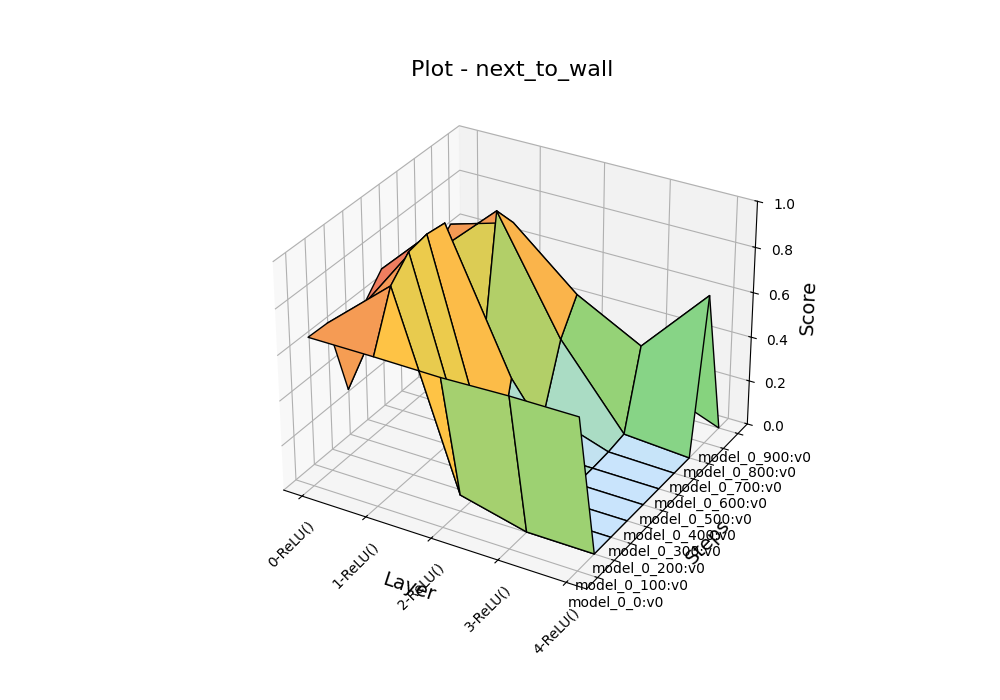 Plot - next_to_wall
1.0
0.8
0.6
0.4
0.2
0.0
Score
model_0_900:v0
model_0_800:v0
model_0_700:v0
model_0_600:v0
model_0_500:v0
model_0_400:v0
model_0_300:v0
model_0_200:v0
model_0_100:v0
model_0_0:v0
Steps
0-ReLU()
1-ReLU()
2-ReLU()
3-ReLU()
4-ReLU()
Layer